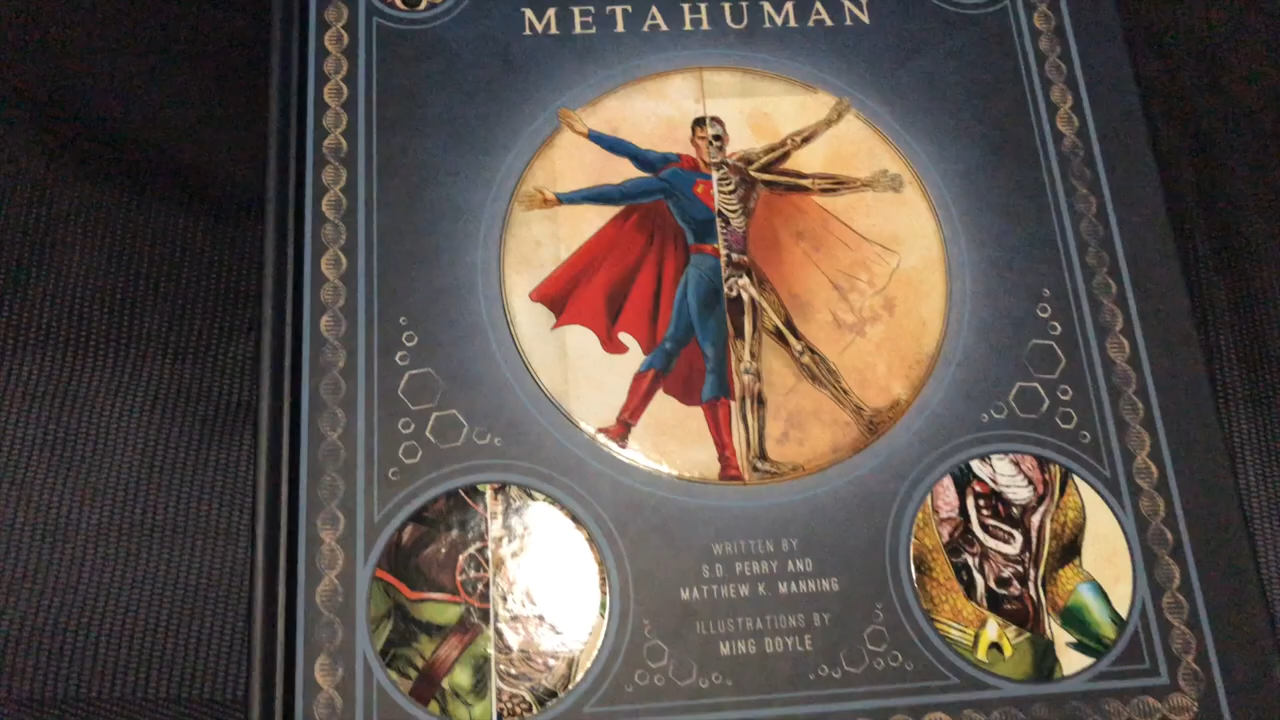 METAHUMAN
WRITTEN BY
S.D. PERRY AND
MATTHEW K. MANNING
ILLUSTRATIONS BY
MING DOYLE